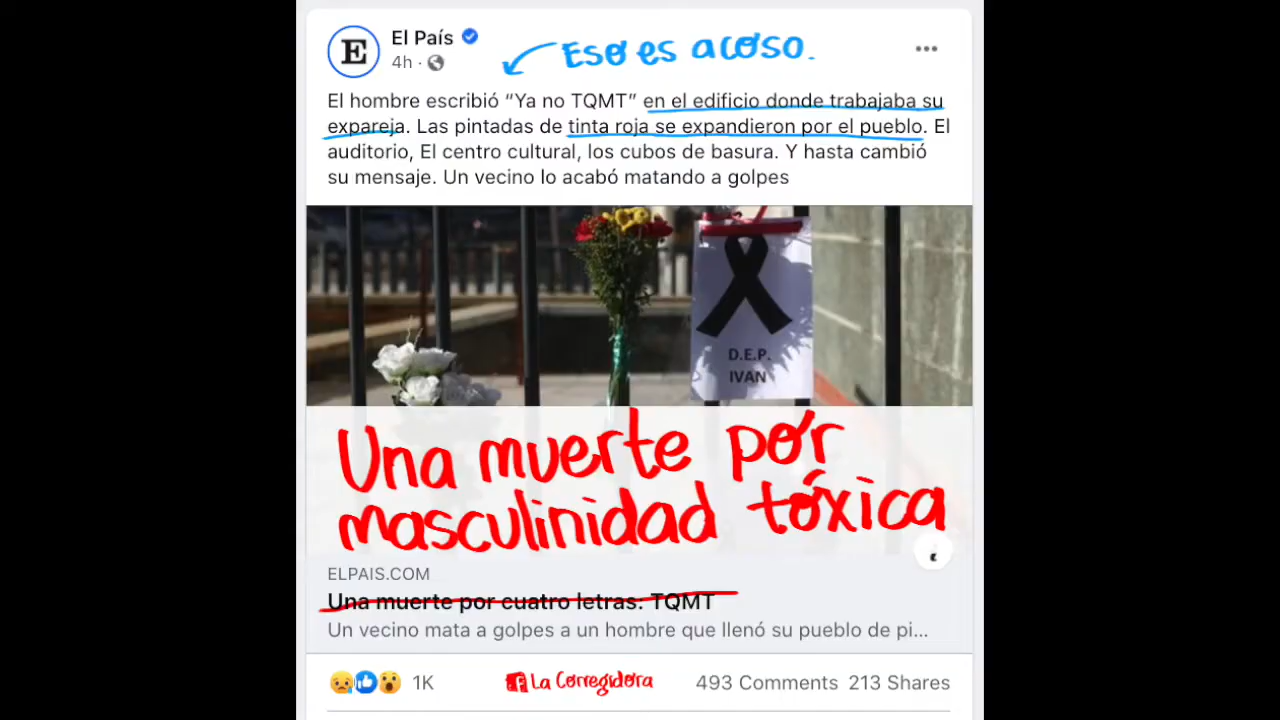 El País
4h ·
Eso es acoso.
El hombre escribió “Ya no TQMT” en el edificio donde trabajaba su
expareja. Las pintadas de tinta roja se expandieron por el pueblo. El
auditorio, El centro cultural, los cubos de basura. Y hasta cambió
su mensaje. Un vecino lo acabó matando a golpes
D.E.P.
IVAN
Una muerte por
masculinidad tóxica
ELPAIS.COM
Una muerte por cuatro letras: TQMT
Un vecino mata a golpes a un hombre que llenó su pueblo de pi...
1K
La Corregidora
493 Comments 213 Shares